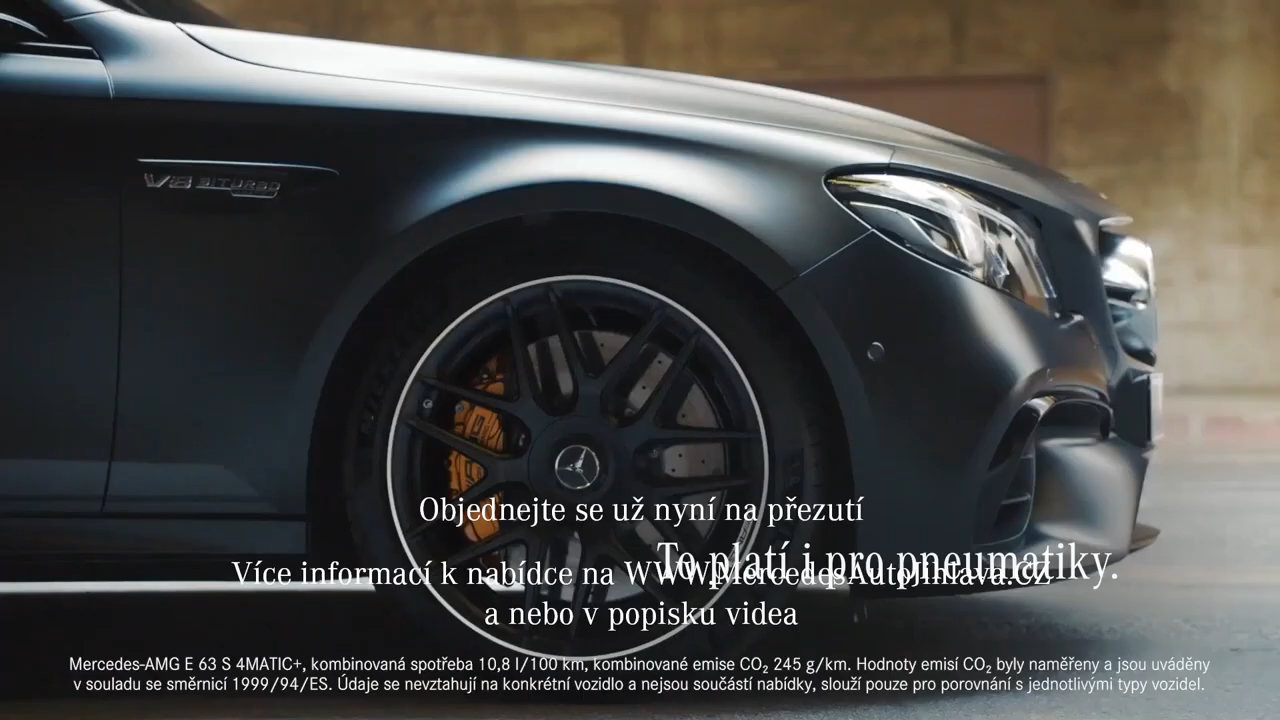 V8 BITURBO
Objednejte se už nyní na přezutí
To platí i pro pneumatiky.
Více informací k nabídce na WWW.MercedesAutoJihlava.CZ
a nebo v popisku videa
Mercedes-AMG E 63 S 4MATIC+, kombinovaná spotřeba 10,8 l/100 km, kombinované emise CO₂ 245 g/km. Hodnoty emisí CO₂ byly naměřeny a jsou uváděny
v souladu se směrnicí 1999/94/ES. Údaje se nevztahují na konkrétní vozidlo a nejsou součástí nabídky, slouží pouze pro porovnání s jednotlivými typy vozidel.